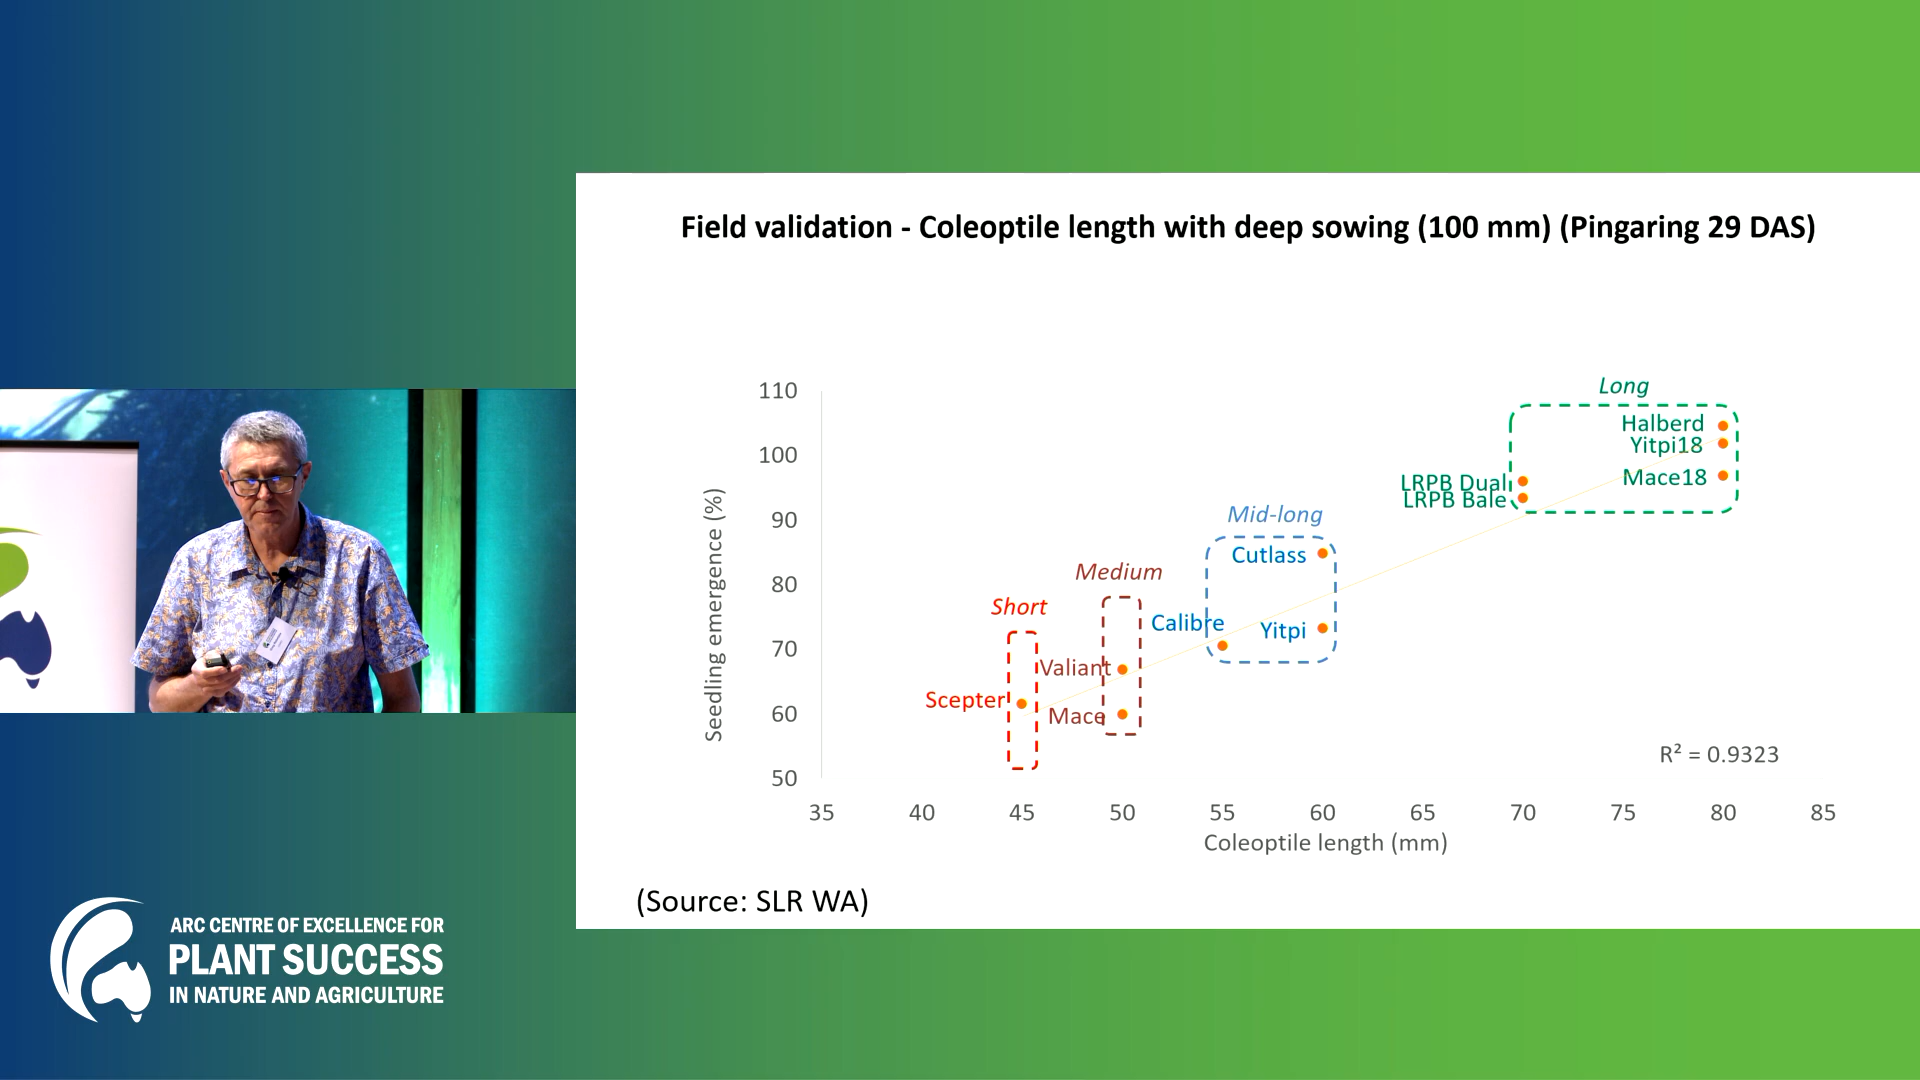 Field validation - Coleoptile length with deep sowing (100 mm) (Pingaring 29 DAS)
110
100
90
80
70
60
50
Seedling emergence (%)
Long
Halberd
Yitpi18
Mace18
LRPB Dual
LRPB Bale
Mid-long
Cutlass
Calibre
Yitpi
Medium
Valiant
Mace
Short
Scepter
R² = 0.9323
35 40 45 50 55 60 65 70 75 80 85
Coleoptile length (mm)
(Source: SLR WA)
ARC CENTRE OF EXCELLENCE FOR
PLANT SUCCESS
IN NATURE AND AGRICULTURE